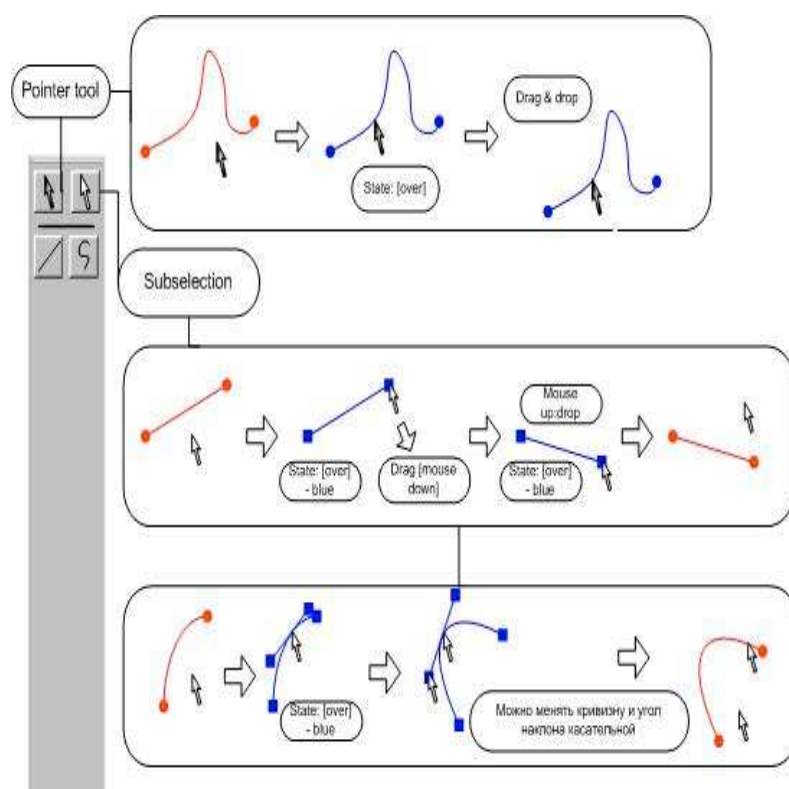 Pointer tool
Drag & drop
State: [over]
Subselection
State: [over]
- blue
Drag [mouse
down]
Mouse
up:drop
State: [over]
- blue
State: [over]
- blue
Можно менять кривизну и угол
наклона касательной